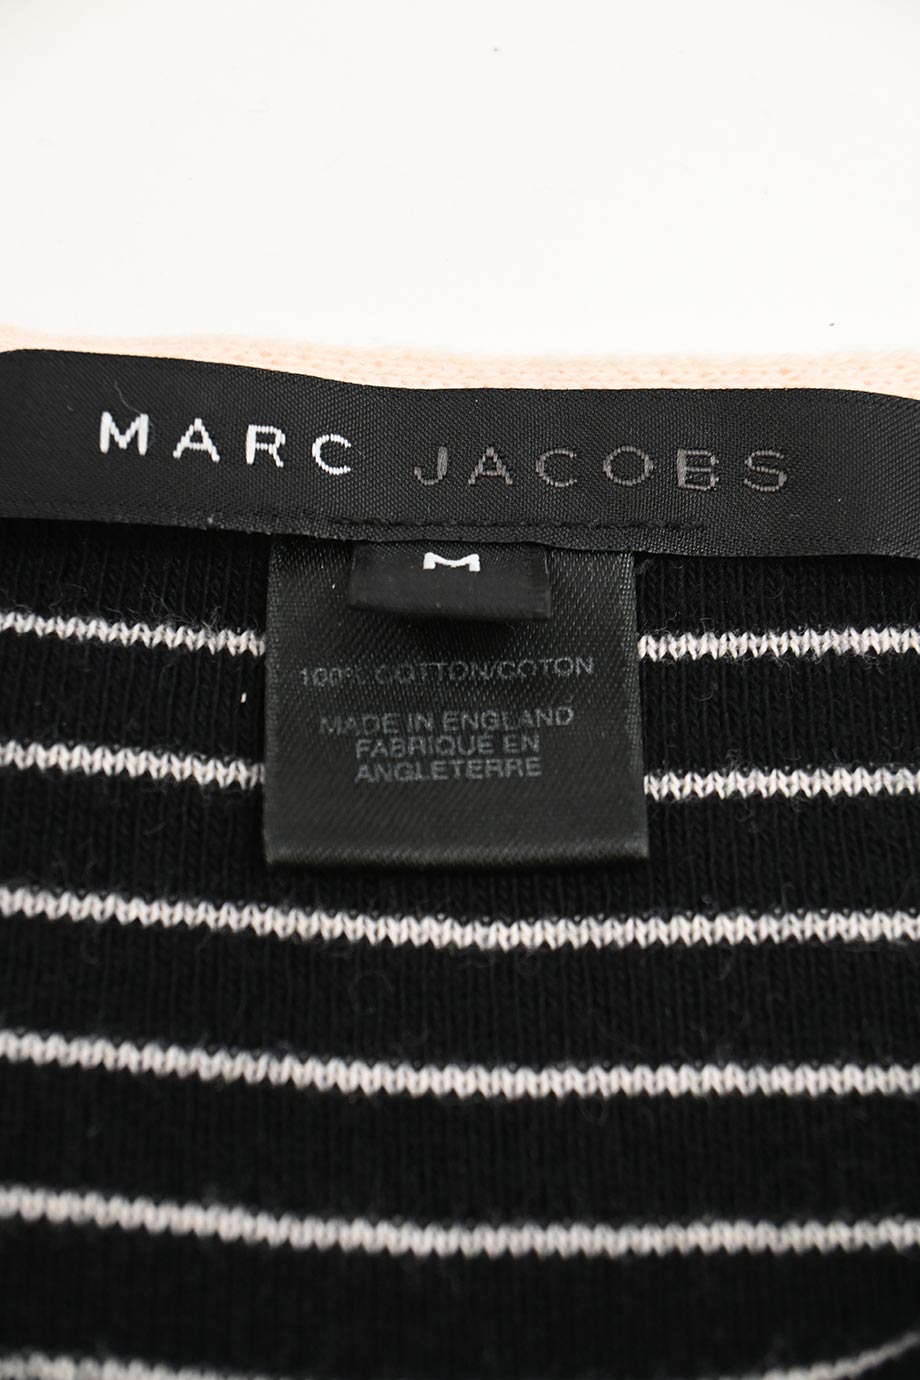 MARC JACOBS
M
100% COTTON/COTON
MADE IN ENGLAND
FABRIQUE EN
ANGLETERRE